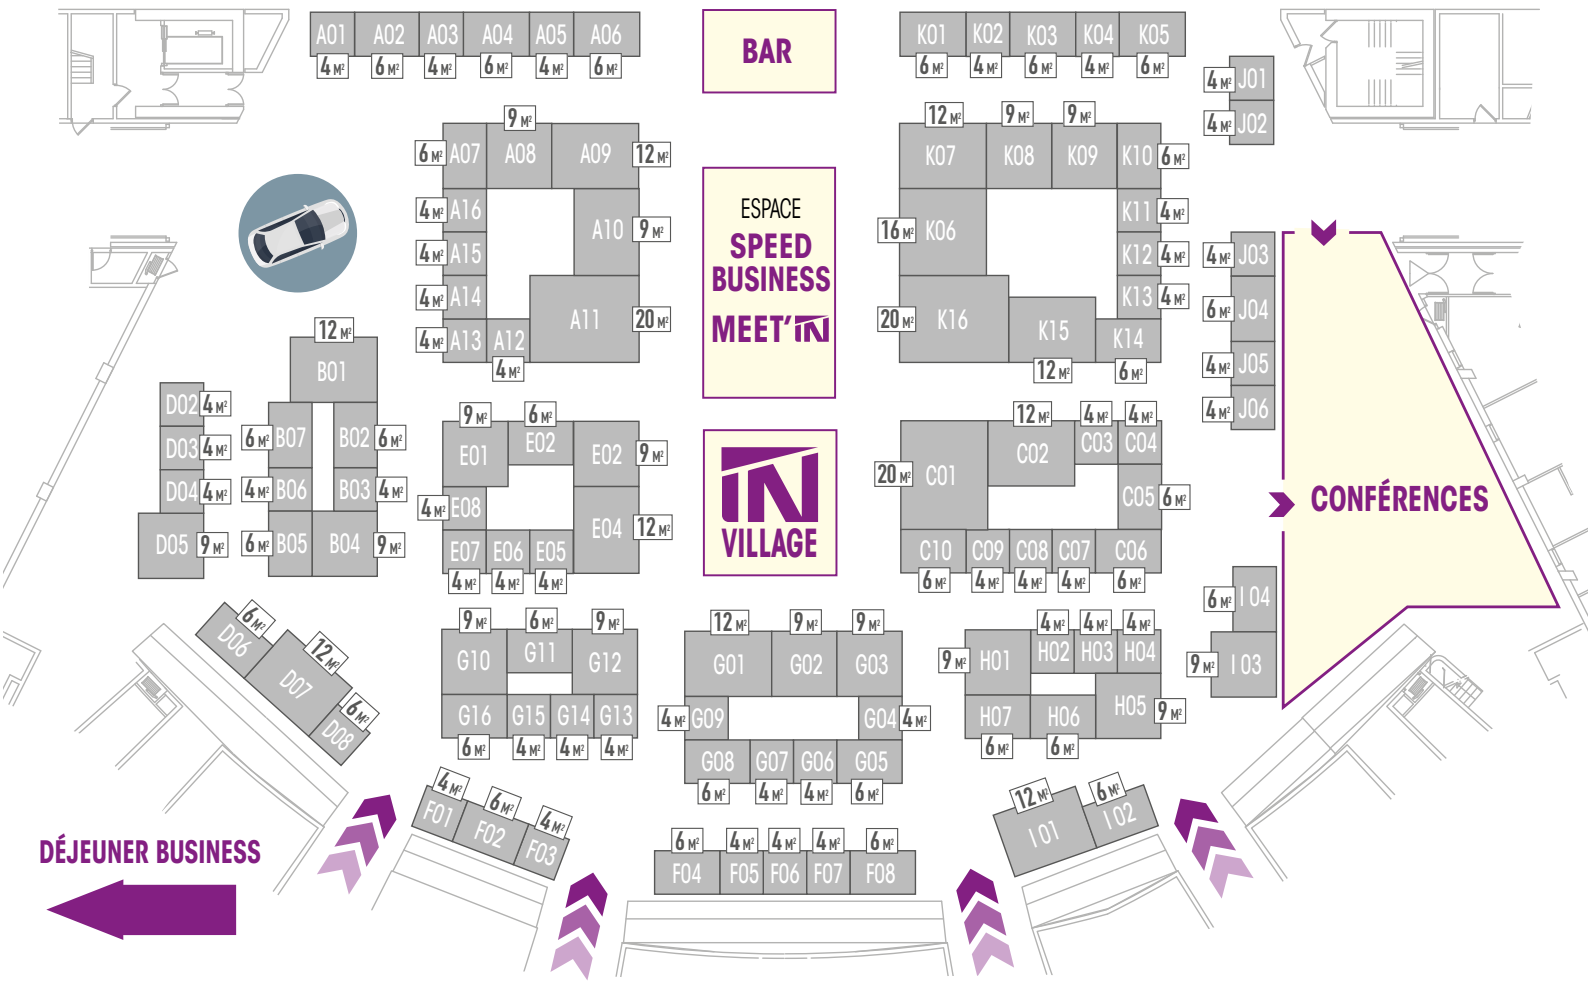 A01 A02 A03 A04 A05 A06
4 M² 6 M² 4 M² 6 M² 4 M² 6 M²
BAR
K01 K02 K03 K04 K05
6 M² 4 M² 6 M² 4 M² 6 M²
4 M² J01
4 M² J02
9 M²
6 M² A07 A08 A09 12 M²
4 M² A16 A10 9 M²
4 M² A15
4 M² A14 A11 20 M²
4 M² A13 A12
4 M²
ESPACE
SPEED
BUSINESS
MEET'IN
12 M² 9 M² 9 M²
K07 K08 K09 K10 6 M²
16 M² K06 K11 4 M²
K12 4 M²
K13 4 M²
20 M² K16 K15 K14
12 M² 6 M²
4 M² J03
6 M² J04
4 M² J05
4 M² J06
CONFÉRENCES
12 M²
B01
6 M² B07 B02 6 M²
4 M² B06 B03 4 M²
6 M² B05 B04 9 M²
D02 4 M²
D03 4 M²
D04 4 M²
D05 9 M²
9 M² 6 M²
E01 E02 E02 9 M²
4 M² E08 E04 12 M²
E07 E06 E05
4 M² 4 M² 4 M²
IN
VILLAGE
12 M² 4 M² 4 M²
20 M² C01 C02 C03 C04
C05 6 M²
C10 C09 C08 C07 C06
6 M² 4 M² 4 M² 4 M² 6 M²
6 M² I 04
9 M² I 03
6 M² 12 M² 6 M²
D06 D07 D08
9 M² 6 M² 9 M²
G10 G11 G12
G16 G15 G14 G13
6 M² 4 M² 4 M² 4 M²
12 M² 9 M² 9 M²
G01 G02 G03
4 M² G09 G04 4 M²
G08 G07 G06 G05
6 M² 4 M² 4 M² 6 M²
4 M² 4 M² 4 M²
9 M² H01 H02 H03 H04
H07 H06 H05 9 M²
6 M² 6 M²
4 M² 6 M² 4 M²
F01 F02 F03
6 M² 4 M² 4 M² 4 M² 6 M²
F04 F05 F06 F07 F08
12 M² 6 M²
I 01 I 02
DÉJEUNER BUSINESS